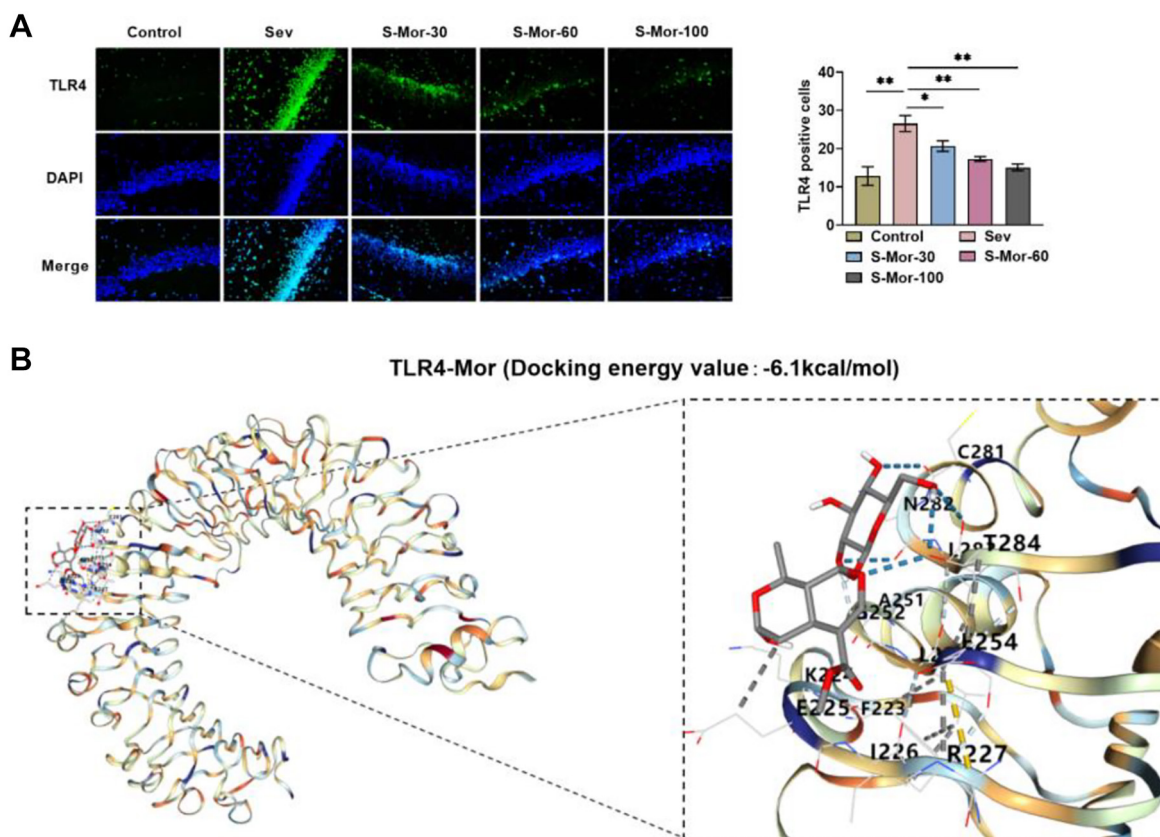 A
Control Sev S-Mor-30 S-Mor-60 S-Mor-100
TLR4
DAPI
Merge
TLR4 positive cells
40
30
20
10
0
** ** ** *
Control Sev
S-Mor-30 S-Mor-60
S-Mor-100
B
TLR4-Mor (Docking energy value: -6.1kcal/mol)
C281
N282
T284
A251
F254
E225 F223
I226 R227